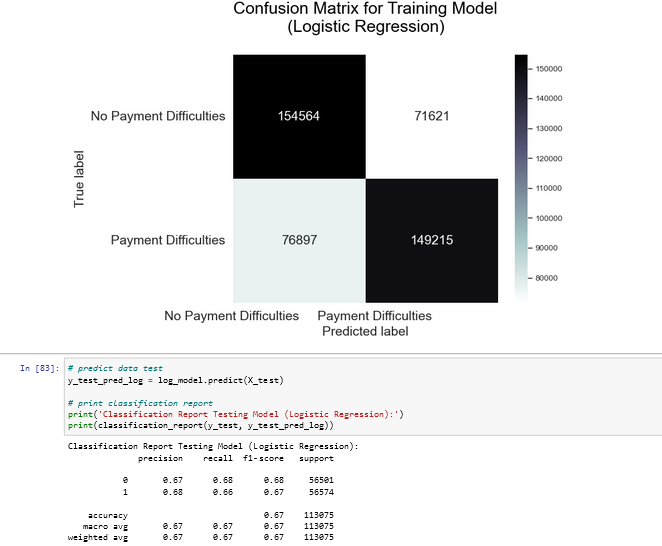 Confusion Matrix for Training Model
(Logistic Regression)
150000
No Payment Difficulties 154564 71621
140000
130000
120000
True label
110000
100000
Payment Difficulties 76897 149215
90000
80000
No Payment Difficulties Payment Difficulties
Predicted label
In [83]: # predict data test
y_test_pred_log = log_model.predict(X_test)
# print classification report
print('Classification Report Testing Model (Logistic Regression):')
print(classification_report(y_test, y_test_pred_log))
Classification Report Testing Model (Logistic Regression):
precision recall f1-score support
0 0.67 0.68 0.68 56501
1 0.68 0.66 0.67 56574
accuracy 0.67 113075
macro avg 0.67 0.67 0.67 113075
weighted avg 0.67 0.67 0.67 113075